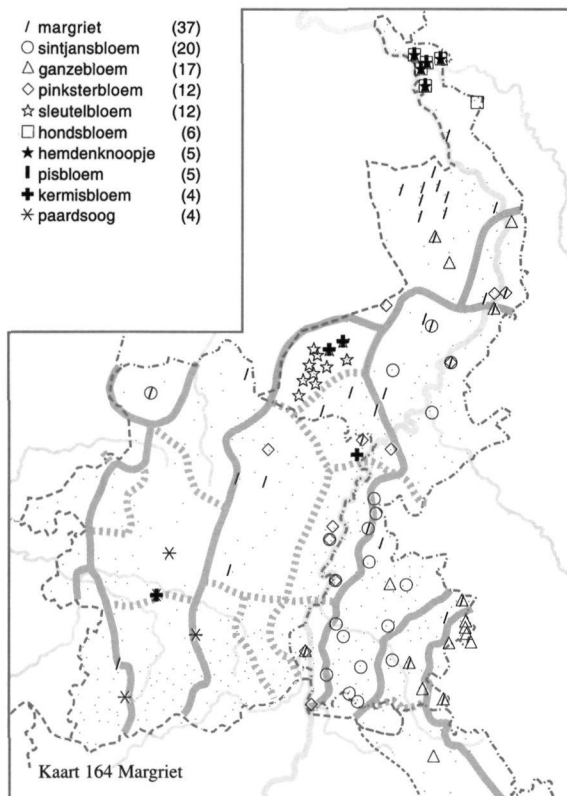 margriet (37)
sintjansbloem (20)
ganzebloem (17)
pinksterbloem (12)
sleutelbloem (12)
hondsbloem (6)
hemdenknoopje (5)
pisbloem (5)
kermisbloem (4)
paardsoog (4)
Kaart 164 Margriet